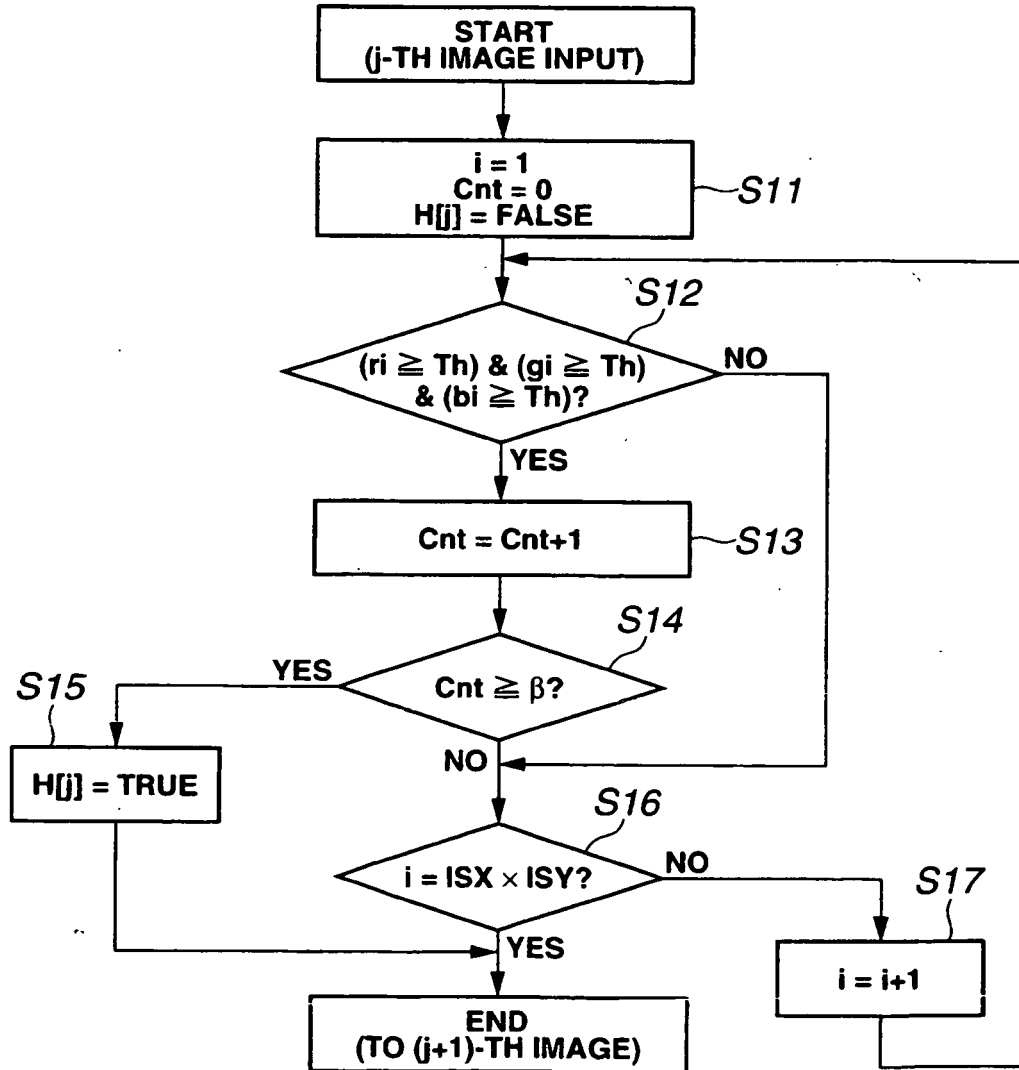 START
(j-TH IMAGE INPUT)
i = 1
Cnt = 0
H[j] = FALSE
S11
S12
(ri ≧ Th) & (gi ≧ Th)
& (bi ≧ Th)?
NO
YES
Cnt = Cnt+1
S13
S14
YES
Cnt ≧ β?
S15
NO
H[j] = TRUE
S16
i = ISX × ISY?
NO
S17
YES
i = i+1
END
(TO (j+1)-TH IMAGE)